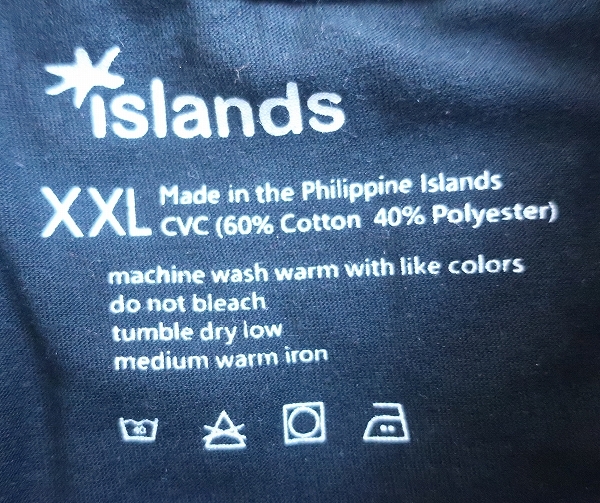 islands
XXL
Made in the Philippine Islands
CVC (60% Cotton 40% Polyester)
machine wash warm with like colors
do not bleach
tumble dry low
medium warm iron
40